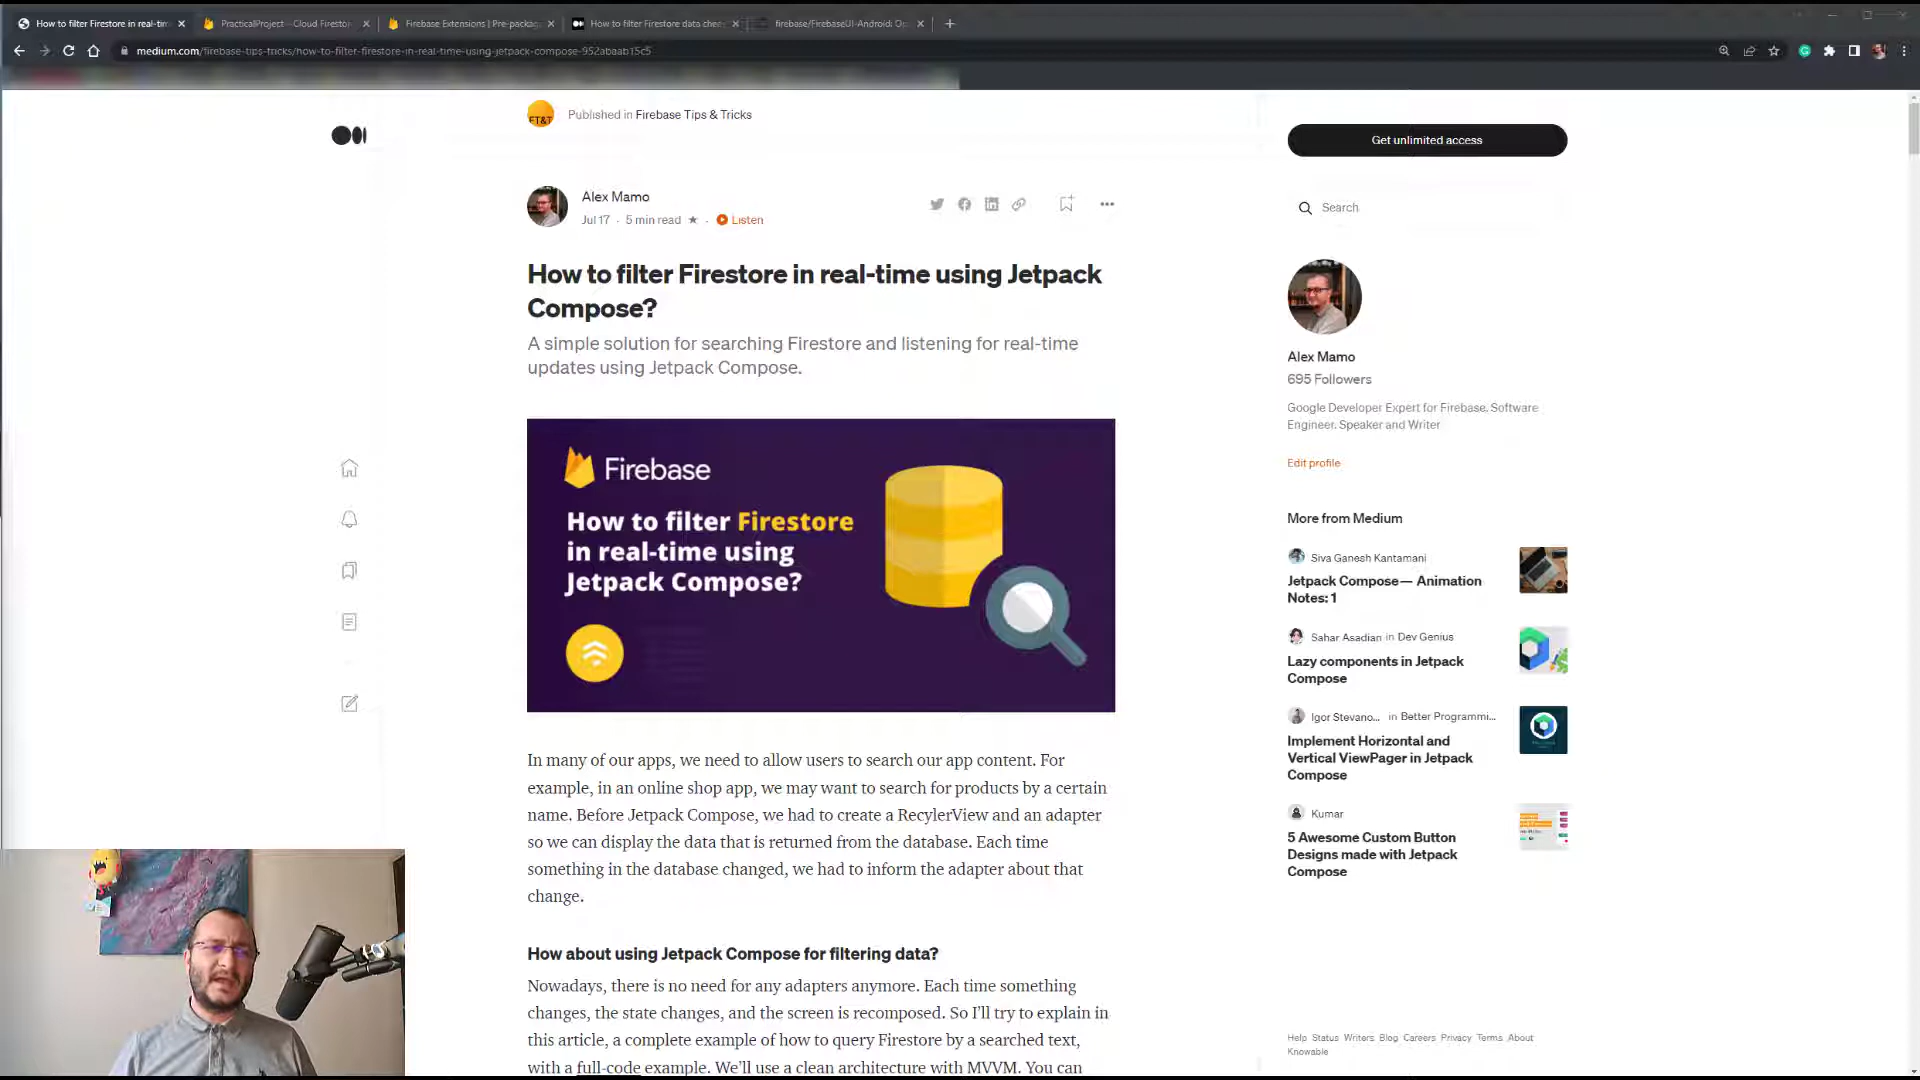 How to filter Firestore in real-tim
PracticalProject – Cloud Firestor
Firebase Extensions | Pre-packag
How to filter Firestore data chea
firebase/FirebaseUI-Android: Op
medium.com/firebase-tips-tricks/how-to-filter-firestore-in-real-time-using-jetpack-compose-952abaab15c5
FT&T
Published in Firebase Tips & Tricks
Get unlimited access
Alex Mamo
Jul 17 · 5 min read · Listen
Search
How to filter Firestore in real-time using Jetpack
Compose?
A simple solution for searching Firestore and listening for real-time
updates using Jetpack Compose.
Firebase
How to filter Firestore
in real-time using
Jetpack Compose?
In many of our apps, we need to allow users to search our app content. For
example, in an online shop app, we may want to search for products by a certain
name. Before Jetpack Compose, we had to create a RecylerView and an adapter
so we can display the data that is returned from the database. Each time
something in the database changed, we had to inform the adapter about that
change.
How about using Jetpack Compose for filtering data?
Nowadays, there is no need for any adapters anymore. Each time something
changes, the state changes, and the screen is recomposed. So I'll try to explain in
this article, a complete example of how to query Firestore by a searched text,
with a full-code example. We'll use a clean architecture with MVVM. You can
Alex Mamo
695 Followers
Google Developer Expert for Firebase. Software
Engineer. Speaker and Writer
Edit profile
More from Medium
Siva Ganesh Kantamani
Jetpack Compose— Animation
Notes: 1
Sahar Asadian in Dev Genius
Lazy components in Jetpack
Compose
Igor Stevano... in Better Programmi...
Implement Horizontal and
Vertical ViewPager in Jetpack
Compose
Kumar
5 Awesome Custom Button
Designs made with Jetpack
Compose
Help Status Writers Blog Careers Privacy Terms About
Knowable